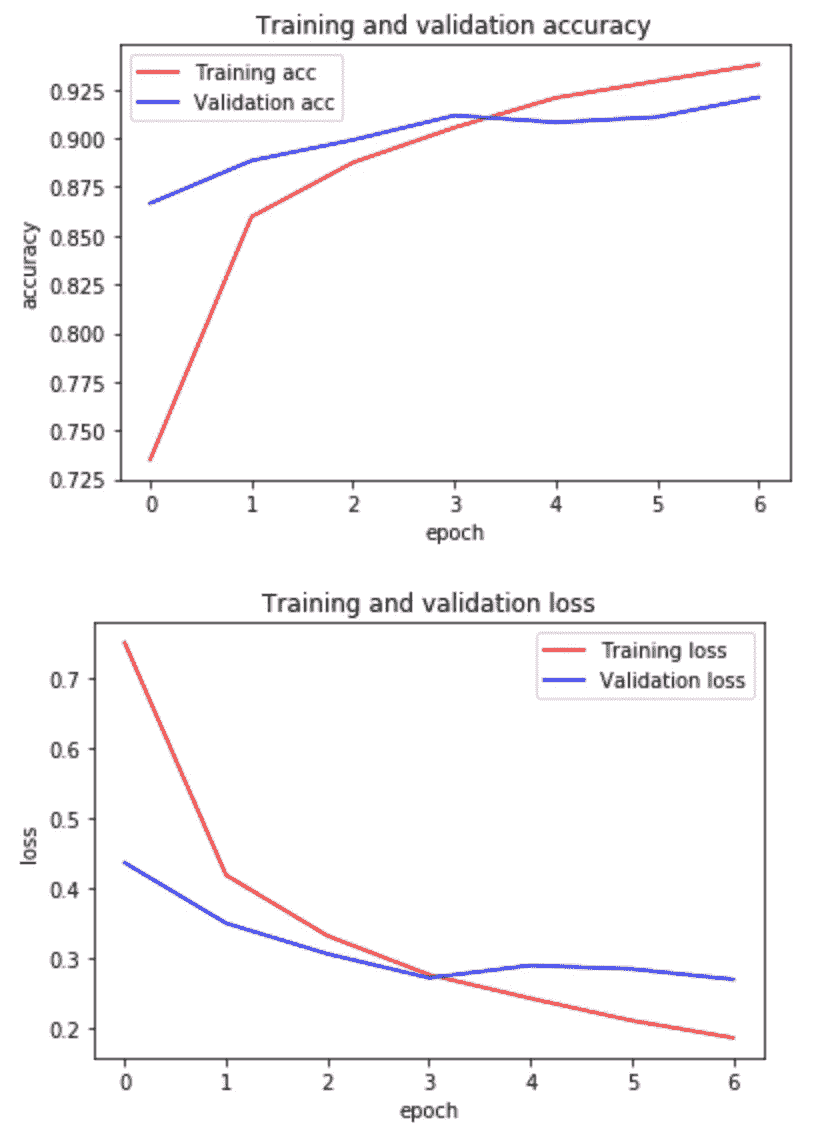 Training and validation accuracy
Training acc
Validation acc
0.925
0.900
0.875
0.850
0.825
0.800
0.775
0.750
0.725
accuracy
0 1 2 3 4 5 6
epoch
Training and validation loss
Training loss
Validation loss
0.7
0.6
0.5
0.4
0.3
0.2
loss
0 1 2 3 4 5 6
epoch